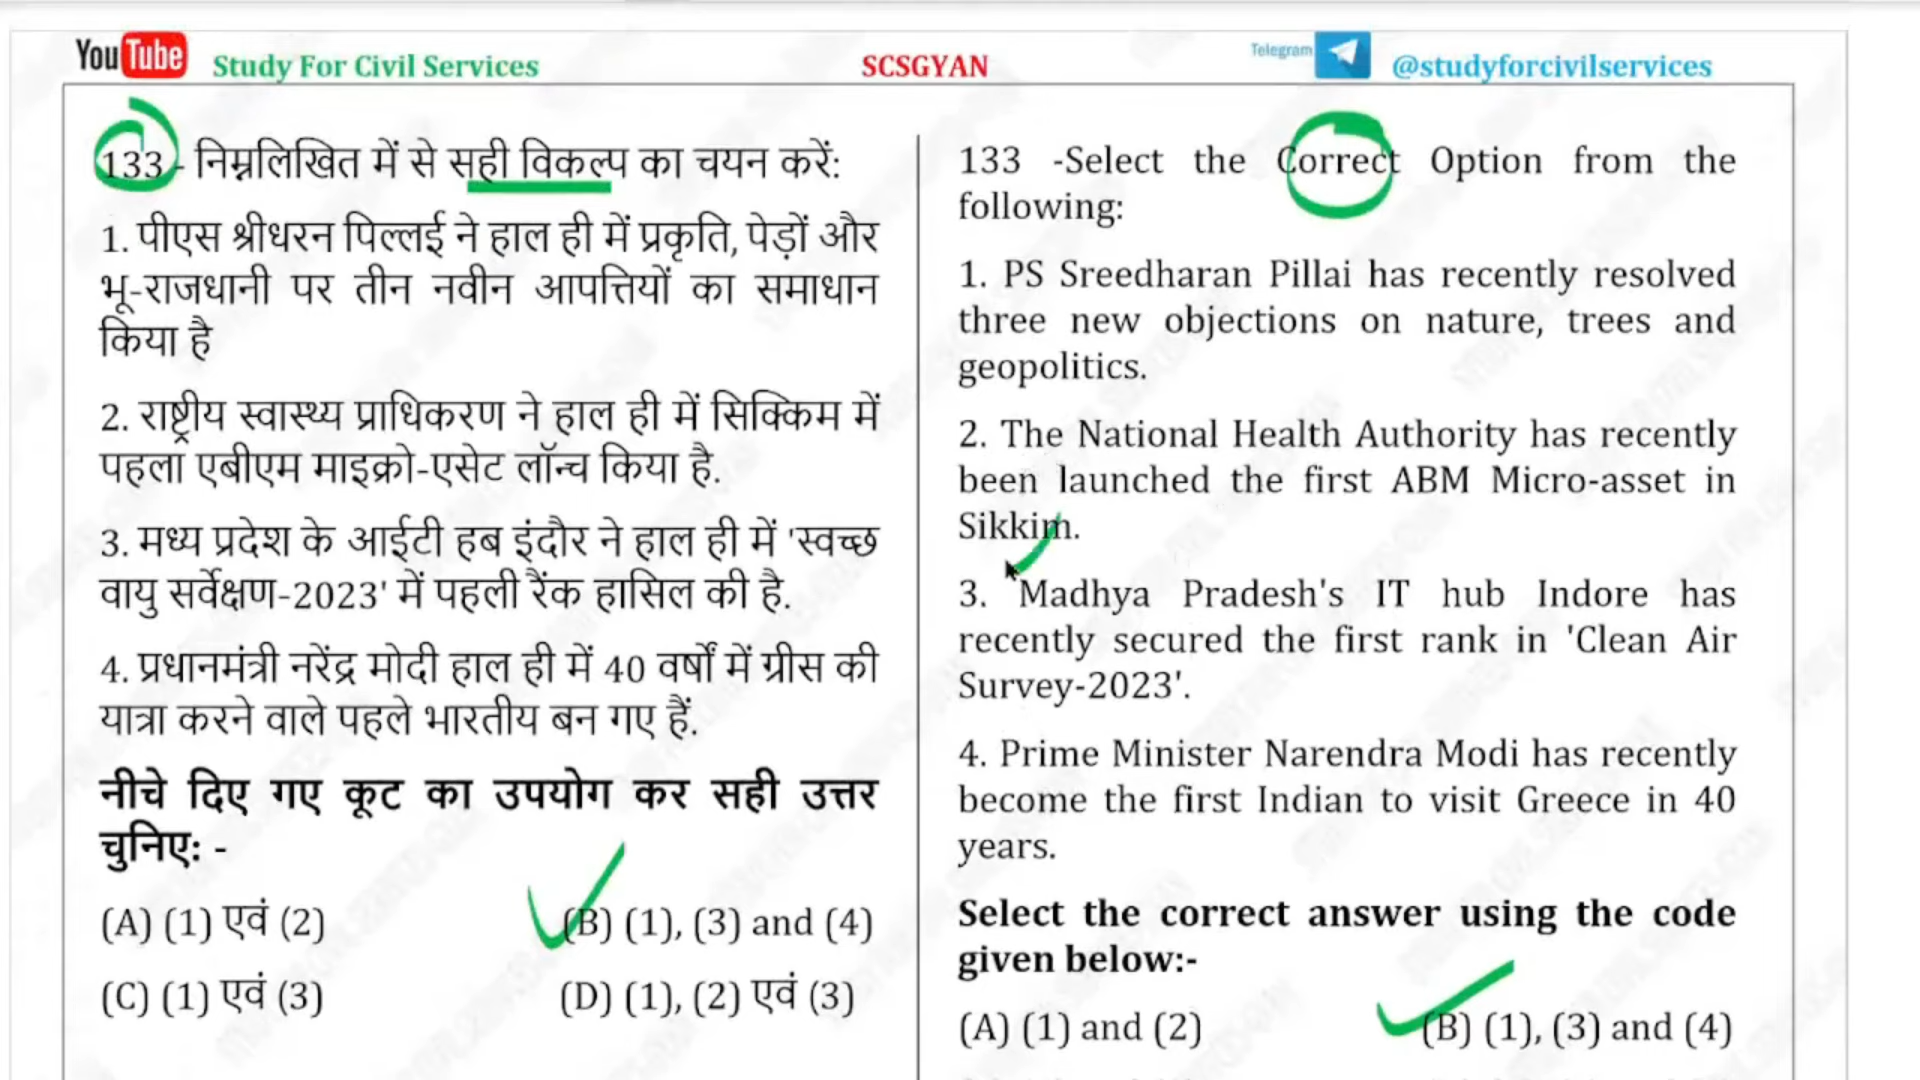 YouTube Study For Civil Services SCSGYAN Telegram @studyforcivilservices
133 - निम्नलिखित में से सही विकल्प का चयन करें:
1. पीएस श्रीधरन पिल्लई ने हाल ही में प्रकृति, पेड़ों और
भू-राजधानी पर तीन नवीन आपत्तियों का समाधान
किया है
2. राष्ट्रीय स्वास्थ्य प्राधिकरण ने हाल ही में सिक्किम में
पहला एबीएम माइक्रो-एसेट लॉन्च किया है.
3. मध्य प्रदेश के आईटी हब इंदौर ने हाल ही में 'स्वच्छ
वायु सर्वेक्षण-2023' में पहली रैंक हासिल की है.
4. प्रधानमंत्री नरेंद्र मोदी हाल ही में 40 वर्षों में ग्रीस की
यात्रा करने वाले पहले भारतीय बन गए हैं.
नीचे दिए गए कूट का उपयोग कर सही उत्तर
चुनिए: -
(A) (1) एवं (2) (B) (1), (3) and (4)
(C) (1) एवं (3) (D) (1), (2) एवं (3)
133 -Select the Correct Option from the
following:
1. PS Sreedharan Pillai has recently resolved
three new objections on nature, trees and
geopolitics.
2. The National Health Authority has recently
been launched the first ABM Micro-asset in
Sikkim.
3. Madhya Pradesh's IT hub Indore has
recently secured the first rank in 'Clean Air
Survey-2023'.
4. Prime Minister Narendra Modi has recently
become the first Indian to visit Greece in 40
years.
Select the correct answer using the code
given below:-
(A) (1) and (2) (B) (1), (3) and (4)